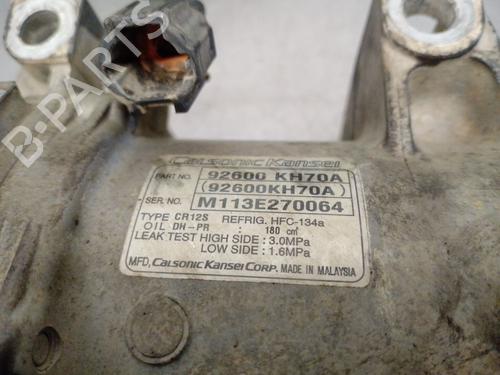 B-PARTS
Calsonic Kansei
PART NO. 92600 KH70A
(92600KH70A)
SERI. NO. M113E270064
TYPE CR12S REFRIG. HFC-134a
OIL DH-PR : 180 cm³
LEAK TEST HIGH SIDE : 3.0MPa
LOW SIDE : 1.6MPa
MFD. CALSONIC KANSEI CORP. MADE IN MALAYSIA